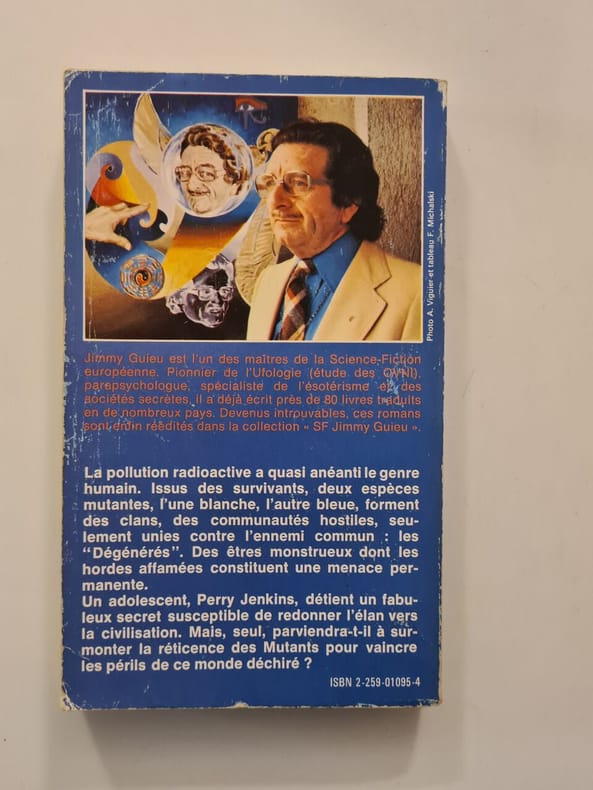 Photo A. Viguier et tableau F. Michalski
Jimmy Guieu est l'un des maîtres de la Science-Fiction
européenne. Pionnier de l'Ufologie (étude des OVNI),
parapsychologue, spécialiste de l'ésotérisme et des
sociétés secrètes, il a déjà écrit près de 80 livres traduits
en de nombreux pays. Devenus introuvables, ces romans
sont enfin réédités dans la collection « SF Jimmy Guieu ».
La pollution radioactive a quasi anéanti le genre
humain. Issus des survivants, deux espèces
mutantes, l'une blanche, l'autre bleue, forment
des clans, des communautés hostiles, seu-
lement unies contre l'ennemi commun : les
"Dégénérés". Des êtres monstrueux dont les
hordes affamées constituent une menace per-
manente.
Un adolescent, Perry Jenkins, détient un fabu-
leux secret susceptible de redonner l'élan vers
la civilisation. Mais, seul, parviendra-t-il à sur-
monter la réticence des Mutants pour vaincre
les périls de ce monde déchiré ?
ISBN 2-259-01095-4